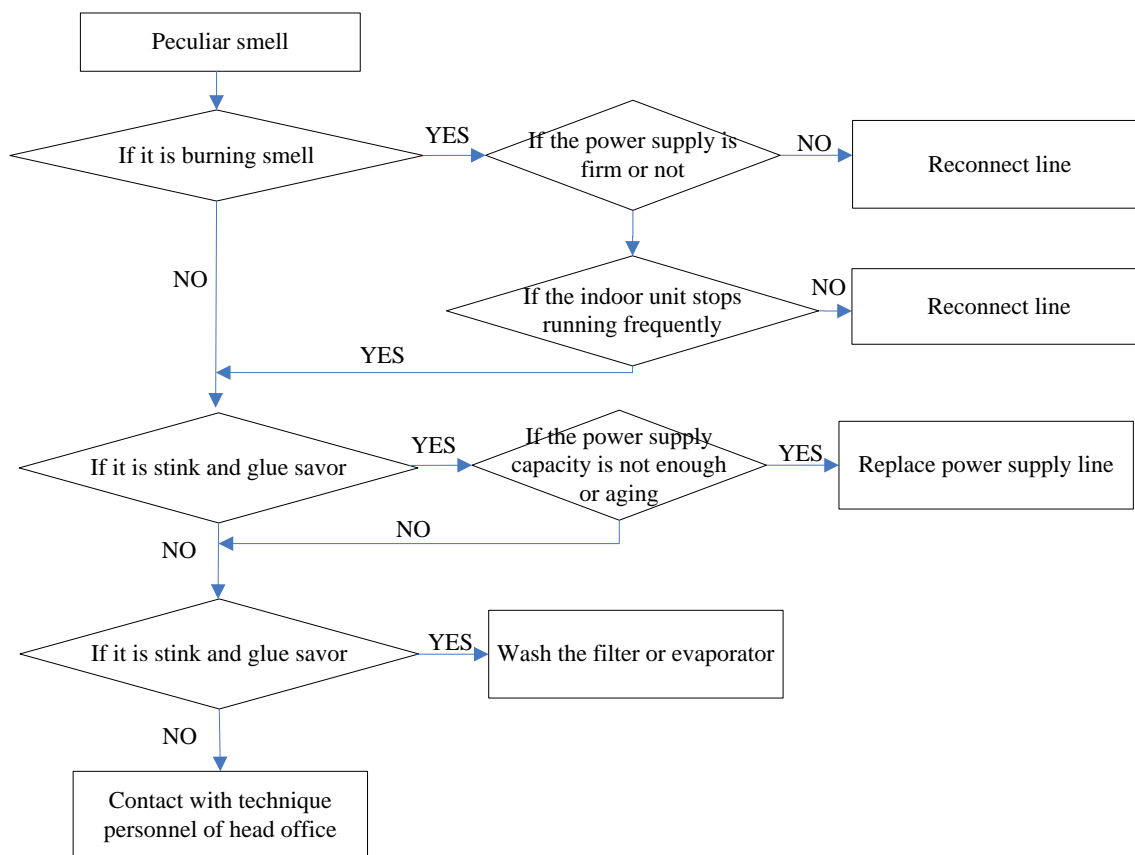 Peculiar smell
If it is burning smell
YES
If the power supply is
firm or not
NO
Reconnect line
NO
If the indoor unit stops
running frequently
NO
Reconnect line
YES
If it is stink and glue savor
YES
If the power supply
capacity is not enough
or aging
YES
Replace power supply line
NO
NO
If it is stink and glue savor
YES
Wash the filter or evaporator
NO
Contact with technique
personnel of head office